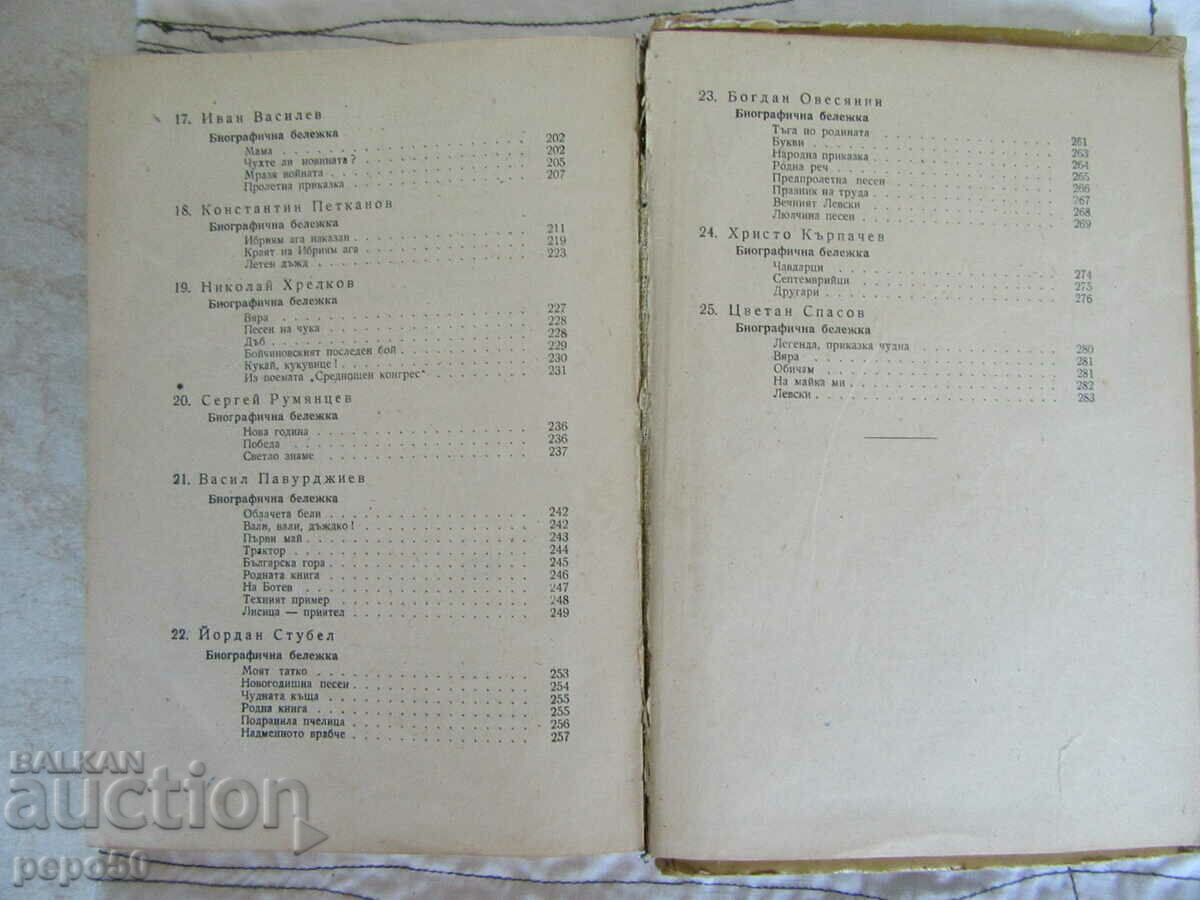 17. Иван Василев
Биографична бележка
Мама . . . 202
Чухте ли новината? . . . 202
Мразя войната . . . 205
Пролетна приказка . . . 207
18. Константин Петканов
Биографична бележка
Ибриям ага наказан . . . 211
Краят на Ибриям ага . . . 219
Летен дъжд . . . 223
19. Николай Хрелков
Биографична бележка
Вяра . . . 227
Песен на чука . . . 228
Дъб . . . 228
Бойчиновският последен бой . . . 229
Кукай, кукувице! . . . 230
Из поемата „Среднощен конгрес“ . . . 231
20. Сергей Румянцев
Биографична бележка
Нова година . . . 236
Победа . . . 236
Светло знаме . . . 237
21. Васил Павурджиев
Биографична бележка
Облачета бели . . . 242
Вали, вали, дъждко! . . . 242
Първи май . . . 243
Трактор . . . 244
Българска гора . . . 245
Родната книга . . . 246
На Ботев . . . 247
Техният пример . . . 248
Лисица — приятел . . . 249
22. Йордан Стубел
Биографична бележка
Моят татко . . . 253
Новогодишна песен . . . 254
Чудната къща . . . 255
Родна книга . . . 255
Подранила пчелица . . . 256
Надменното врабче . . . 257
23. Богдан Овесянин
Биографична бележка
Тъга по родината . . . 261
Букви . . . 263
Народна приказка . . . 264
Родна реч . . . 265
Предпролетна песен . . . 266
Празник на труда . . . 267
Вечният Левски . . . 268
Люлчина песен . . . 269
24. Христо Кърпачев
Биографична бележка
Чавдарци . . . 274
Септемврийци . . . 275
Другари . . . 276
25. Цветан Спасов
Биографична бележка
Легенда, приказка чудна . . . 280
Вяра . . . 281
Обичам . . . 281
На майка ми . . . 282
Левски . . . 283
BALKAN
auction
pepo50